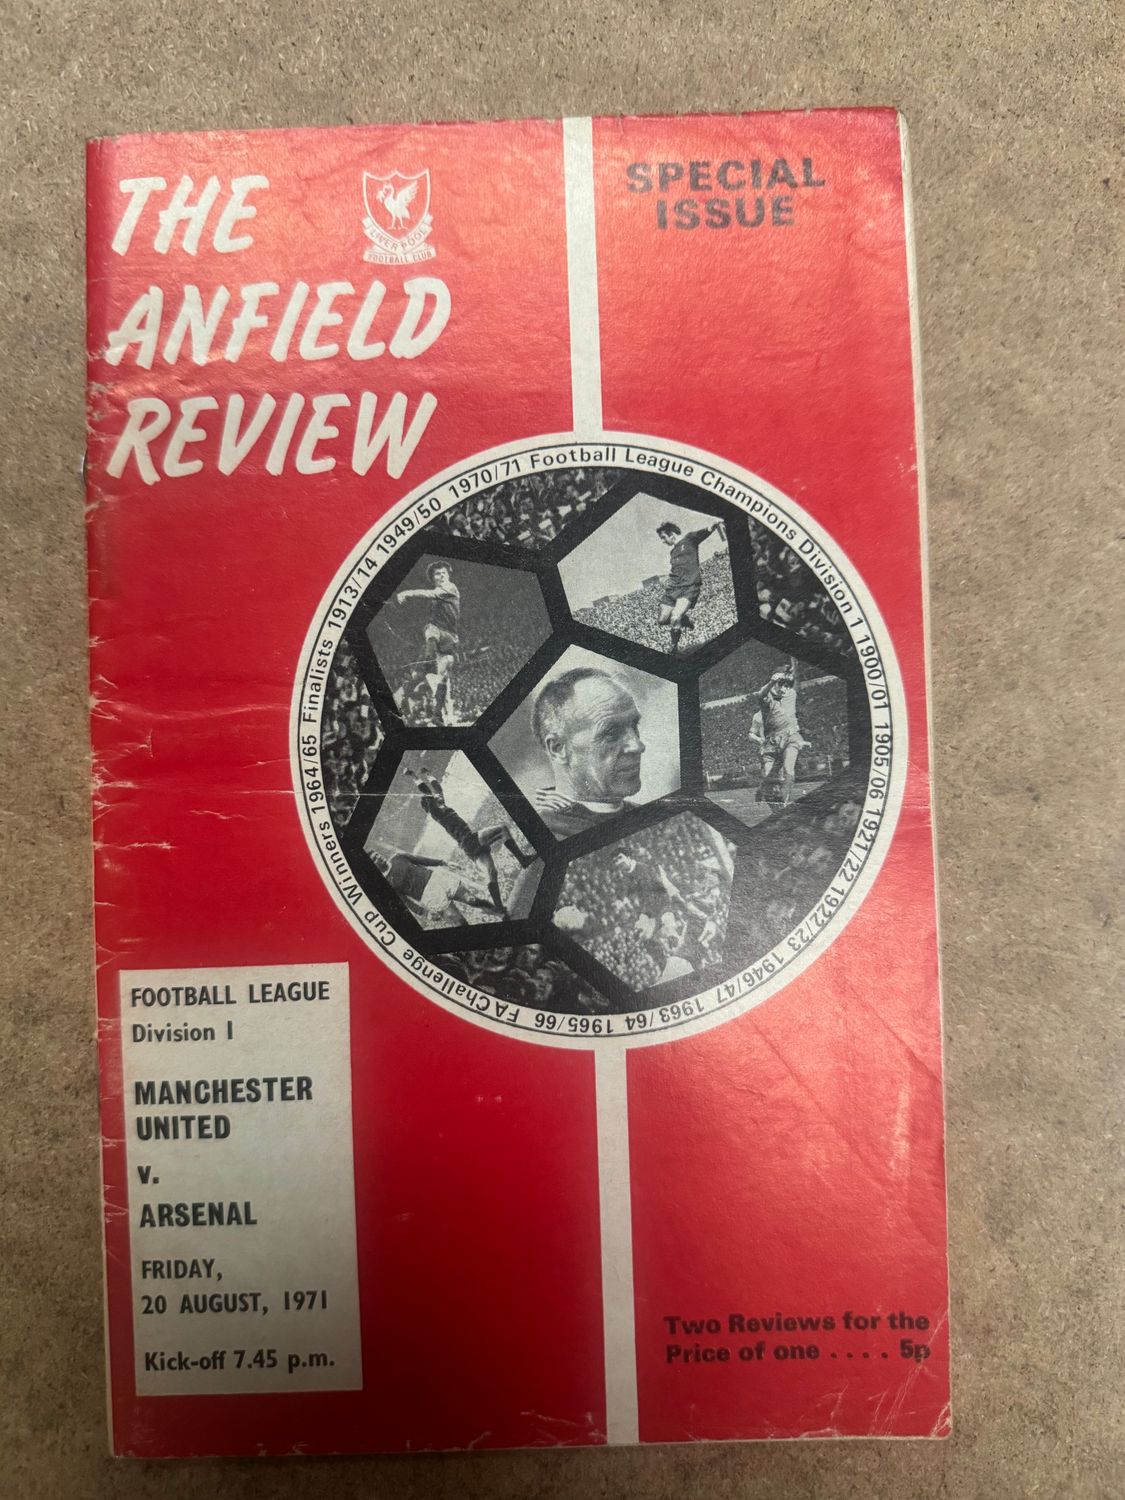 THE
ANFIELD
REVIEW
LIVERPOOL
FOOTBALL CLUB
SPECIAL
ISSUE
Football League Champions Division 1 1900/01 1905/06 1921/22 1922/23 1946/47 1963/64 1965/66
FA Challenge Cup Winners 1964/65 Finalists 1913/14 1949/50 1970/71
FOOTBALL LEAGUE
Division I
MANCHESTER
UNITED
v.
ARSENAL
FRIDAY,
20 AUGUST, 1971
Kick-off 7.45 p.m.
Two Reviews for the
Price of one .... 5p